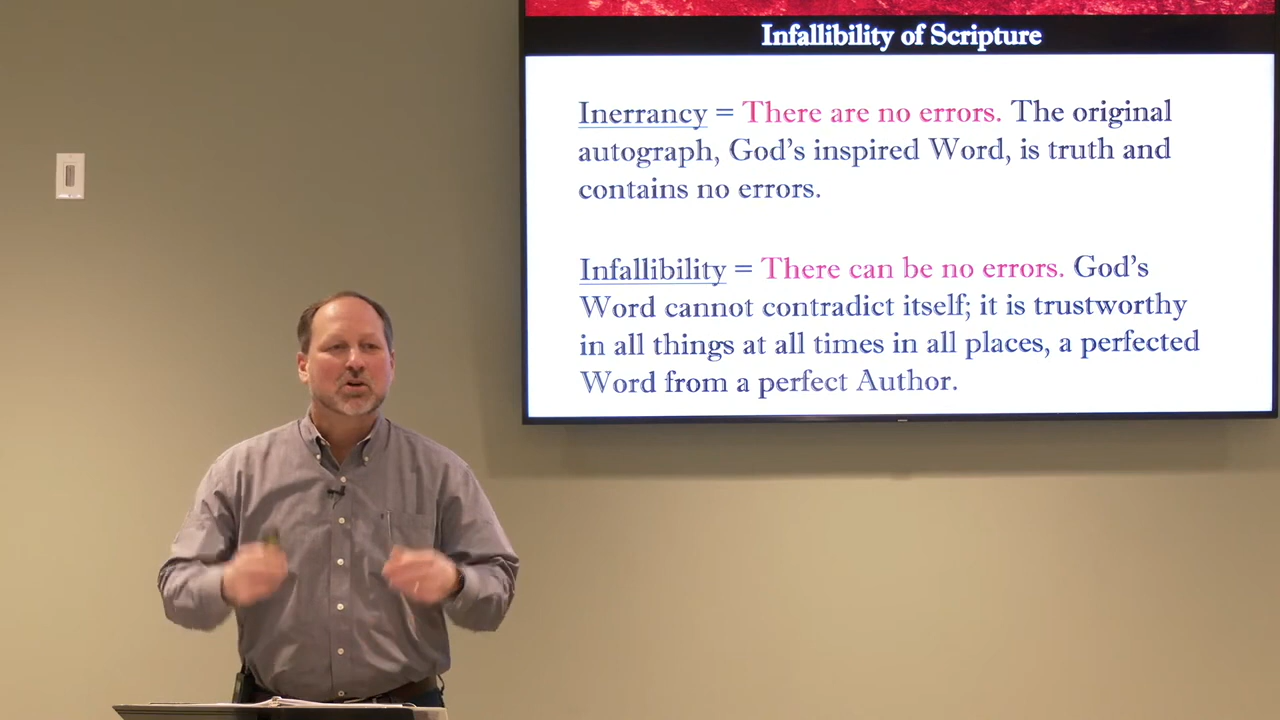 Infallibility of Scripture
Inerrancy = There are no errors. The original
autograph, God's inspired Word, is truth and
contains no errors.
Infallibility = There can be no errors. God's
Word cannot contradict itself; it is trustworthy
in all things at all times in all places, a perfected
Word from a perfect Author.